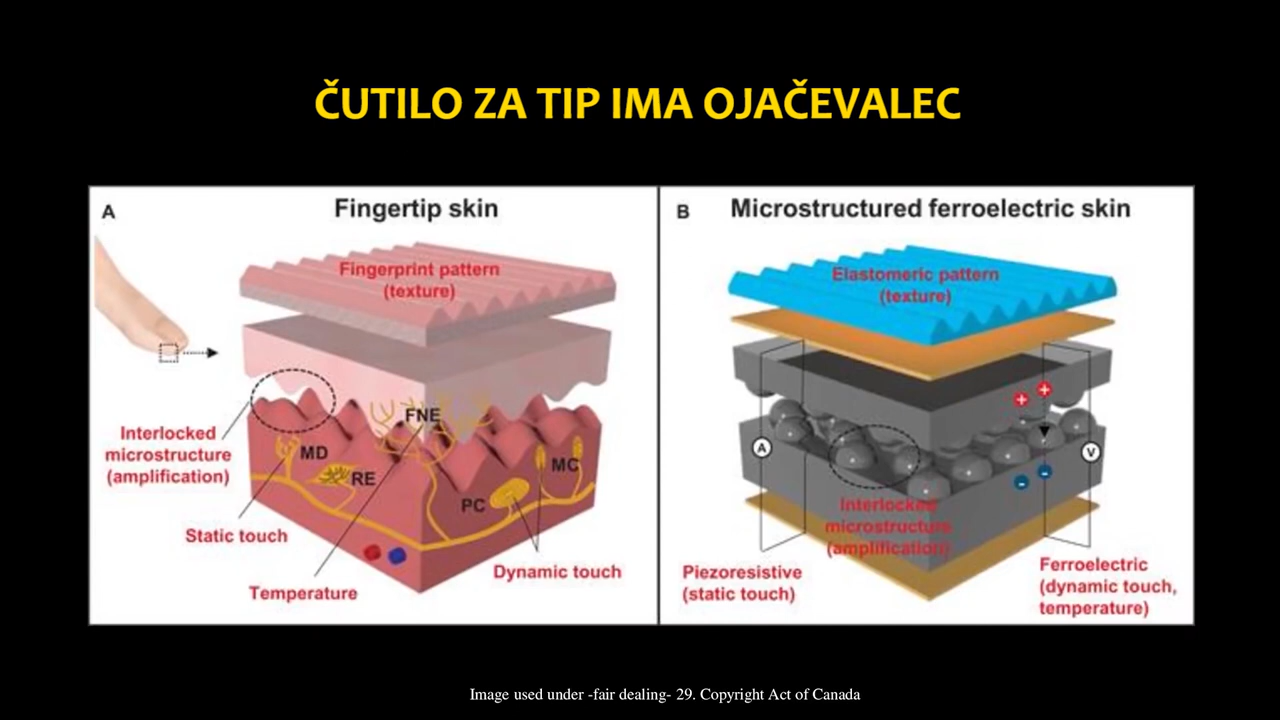 ČUTILO ZA TIP IMA OJAČEVALEC
A
Fingertip skin
Fingerprint pattern
(texture)
Interlocked
microstructure
(amplification)
FNE
MD
RE
MC
PC
Static touch
Temperature
Dynamic touch
B
Microstructured ferroelectric skin
Elastomeric pattern
(texture)
+
+
A
V
-
-
Interlocked
microstructure
(amplification)
Piezoresistive
(static touch)
Ferroelectric
(dynamic touch,
temperature)
Image used under -fair dealing- 29. Copyright Act of Canada